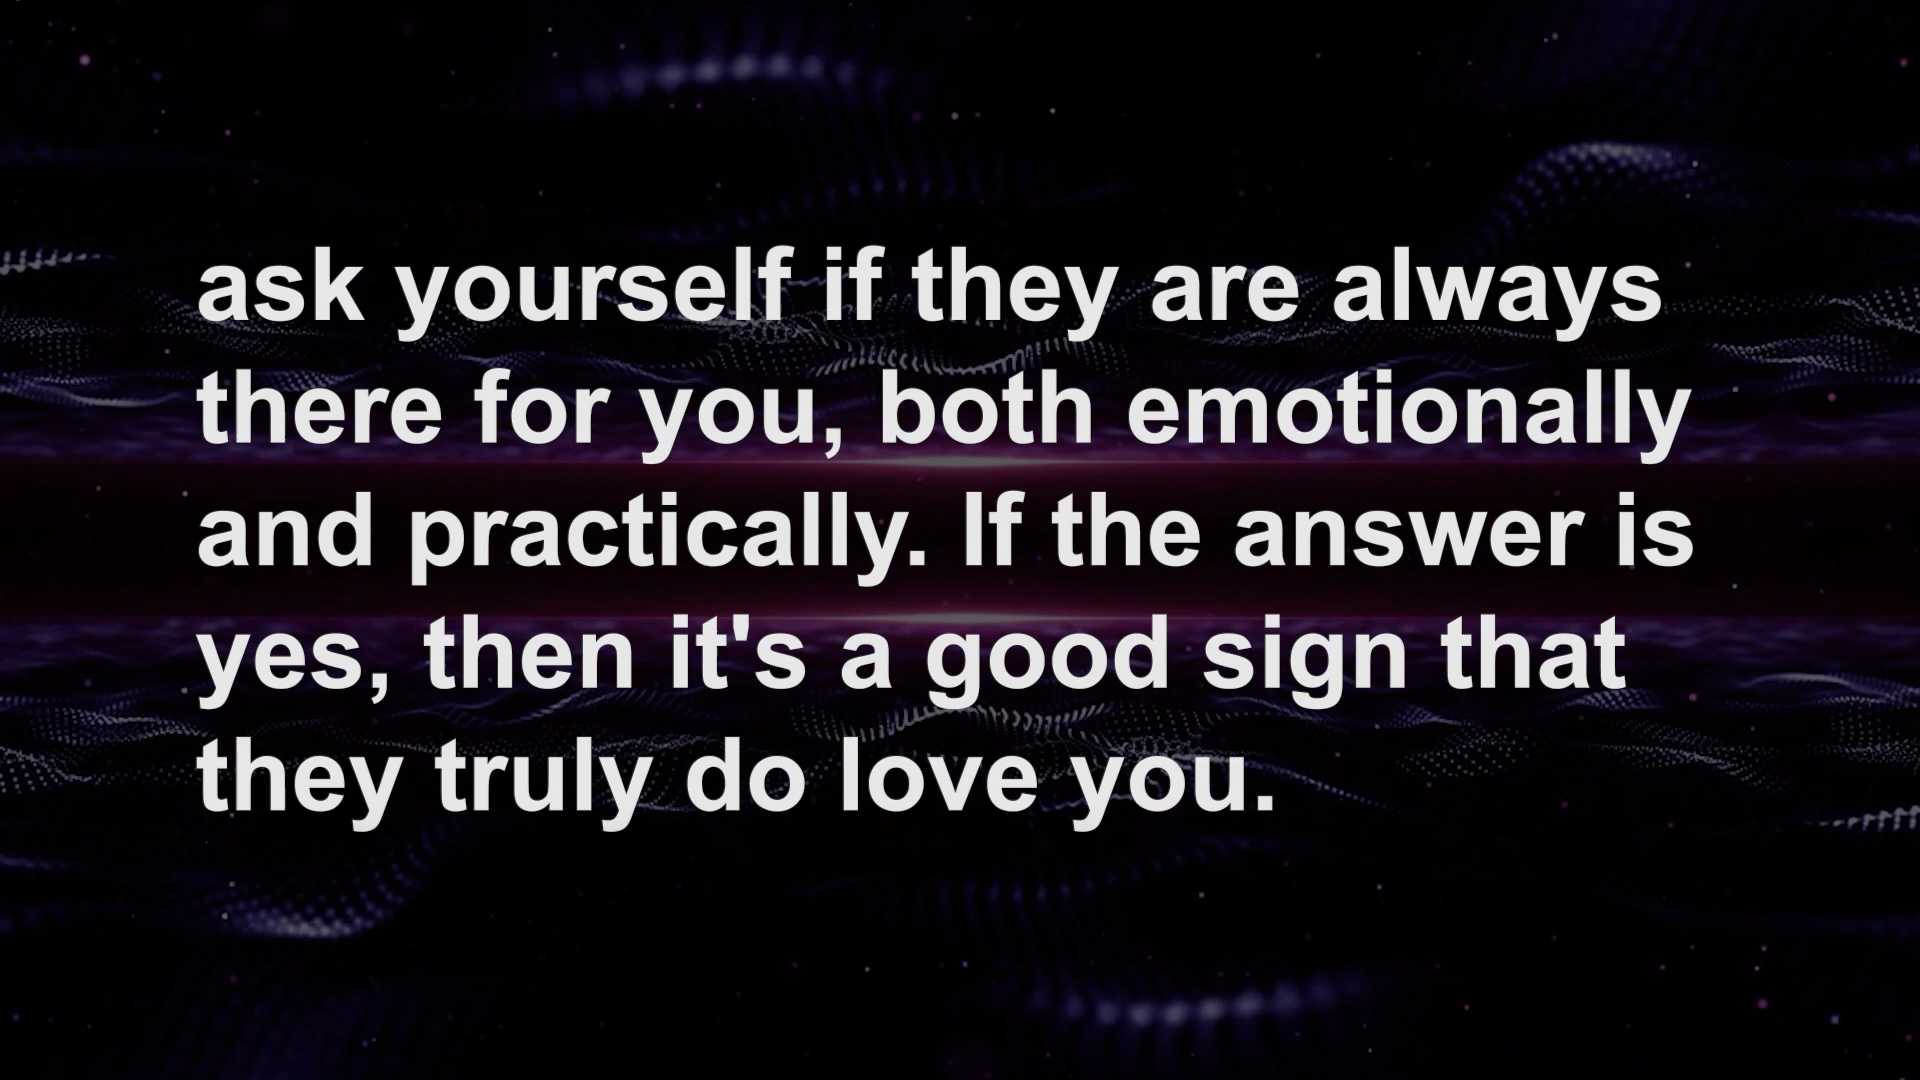 ask yourself if they are always
there for you, both emotionally
and practically. If the answer is
yes, then it's a good sign that
they truly do love you.